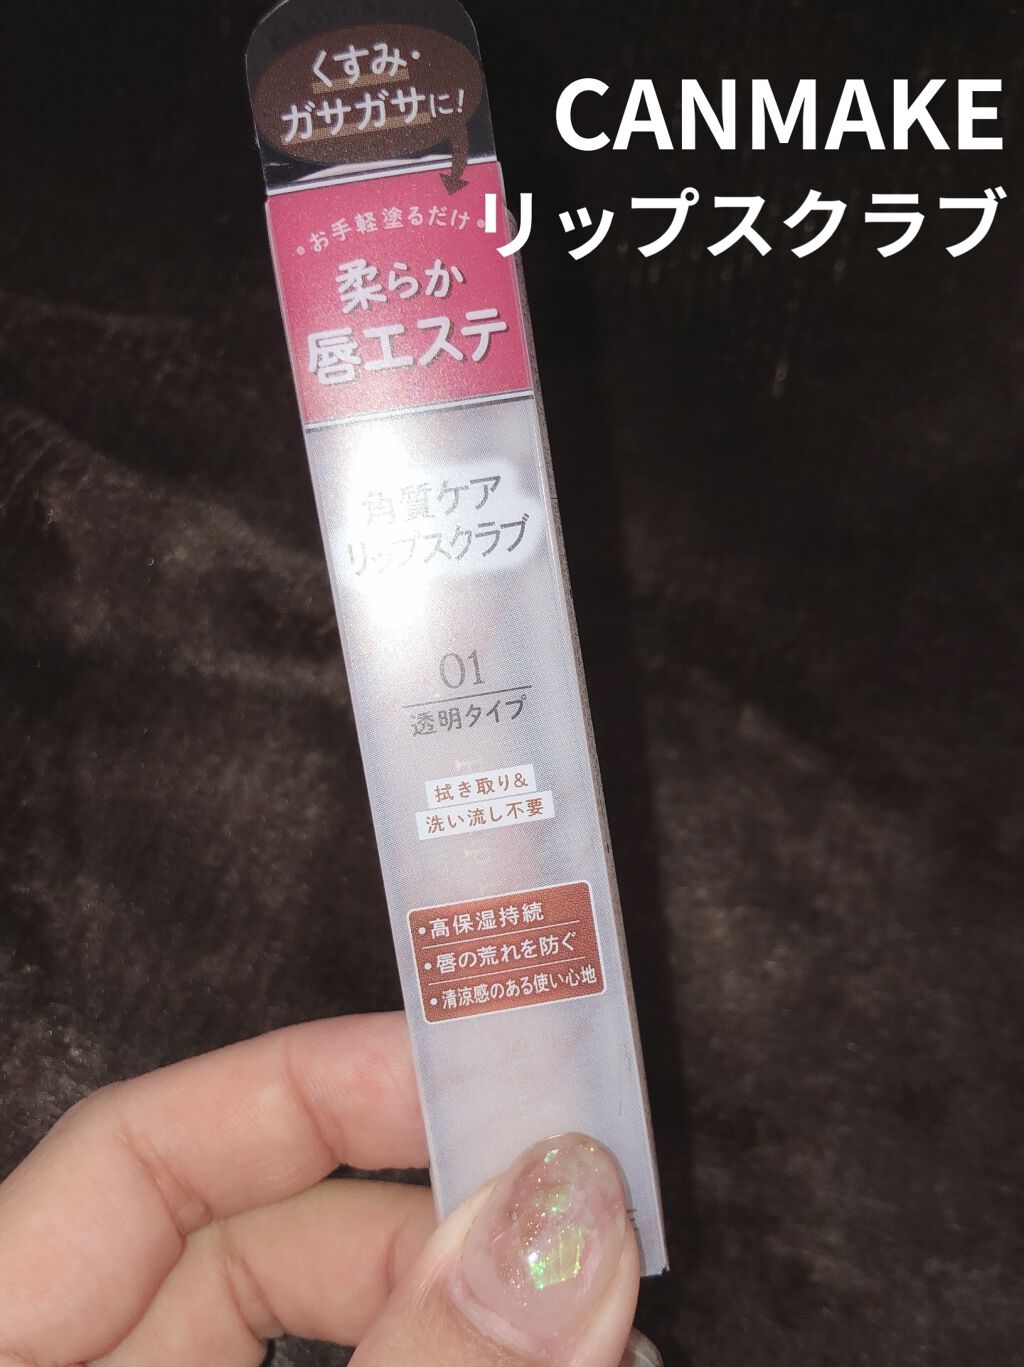 CANMAKE
リップスクラブ
くすみ・
ガサガサに!
・お手軽塗るだけ・
柔らか
唇エステ
角質ケア
リップスクラブ
01
透明タイプ
拭き取り&
洗い流し不要
・高保湿持続
・唇の荒れを防ぐ
・清涼感のある使い心地